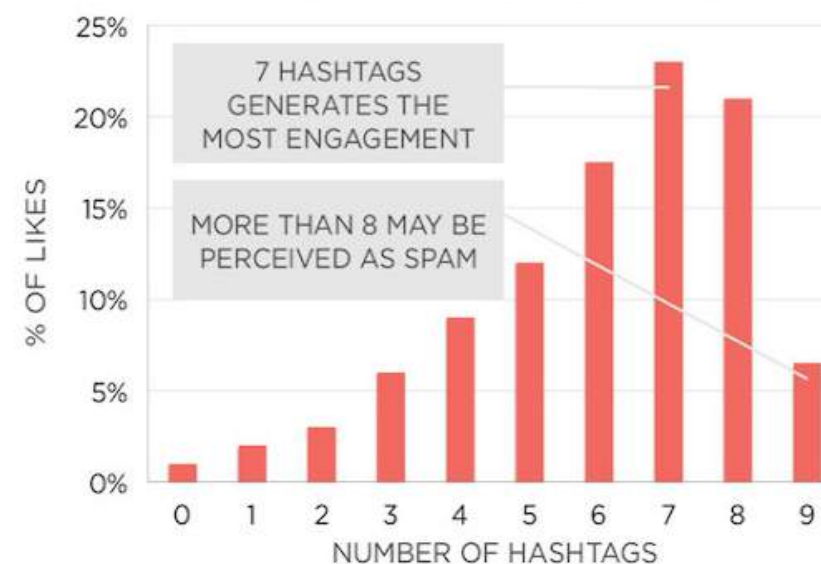 25%
20%
15%
10%
5%
0%
% OF LIKES
7 HASHTAGS
GENERATES THE
MOST ENGAGEMENT
MORE THAN 8 MAY BE
PERCEIVED AS SPAM
0 1 2 3 4 5 6 7 8 9
NUMBER OF HASHTAGS